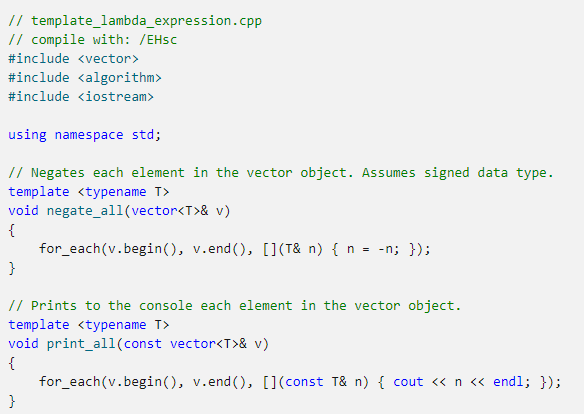 // template_lambda_expression.cpp
// compile with: /EHsc
#include <vector>
#include <algorithm>
#include <iostream>

using namespace std;

// Negates each element in the vector object. Assumes signed data type.
template <typename T>
void negate_all(vector<T>& v)
{
    for_each(v.begin(), v.end(), [](T& n) { n = -n; });
}

// Prints to the console each element in the vector object.
template <typename T>
void print_all(const vector<T>& v)
{
    for_each(v.begin(), v.end(), [](const T& n) { cout << n << endl; });
}